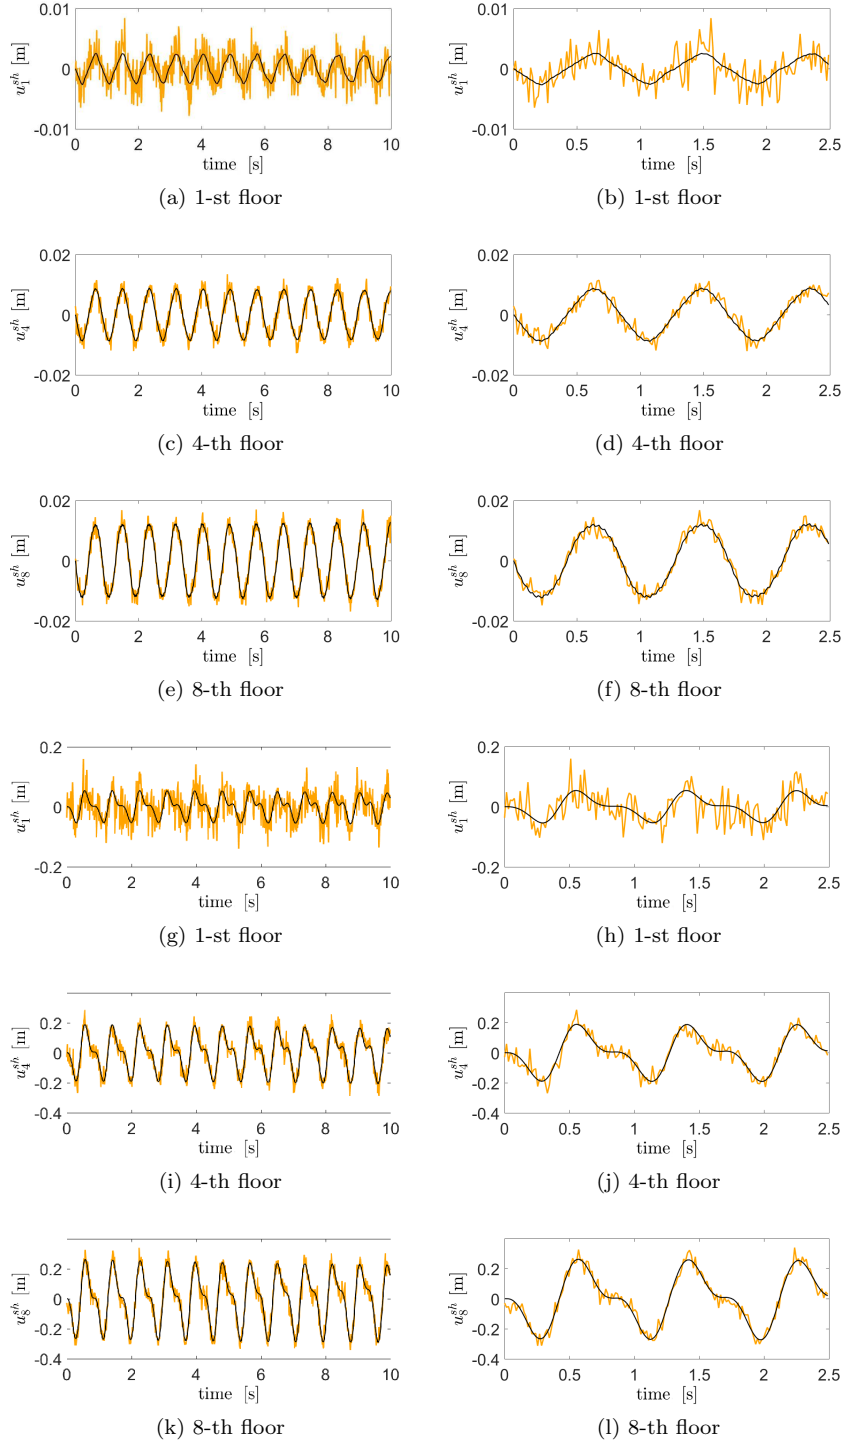 0.01
0
-0.01
u_1^{sh} [m]
0 2 4 6 8 10
time [s]
(a) 1-st floor
0.01
0
-0.01
u_1^{sh} [m]
0 0.5 1 1.5 2 2.5
time [s]
(b) 1-st floor
0.02
0
-0.02
u_4^{sh} [m]
0 2 4 6 8 10
time [s]
(c) 4-th floor
0.02
0
-0.02
u_4^{sh} [m]
0 0.5 1 1.5 2 2.5
time [s]
(d) 4-th floor
0.02
0
-0.02
u_8^{sh} [m]
0 2 4 6 8 10
time [s]
(e) 8-th floor
0.02
0
-0.02
u_8^{sh} [m]
0 0.5 1 1.5 2 2.5
time [s]
(f) 8-th floor
0.2
0
-0.2
u_1^{sh} [m]
0 2 4 6 8 10
time [s]
(g) 1-st floor
0.2
0
-0.2
u_1^{sh} [m]
0 0.5 1 1.5 2 2.5
time [s]
(h) 1-st floor
0.2
0
-0.2
-0.4
u_4^{sh} [m]
0 2 4 6 8 10
time [s]
(i) 4-th floor
0.2
0
-0.2
-0.4
u_4^{sh} [m]
0 0.5 1 1.5 2 2.5
time [s]
(j) 4-th floor
0.2
0
-0.2
-0.4
u_8^{sh} [m]
0 2 4 6 8 10
time [s]
(k) 8-th floor
0.2
0
-0.2
-0.4
u_8^{sh} [m]
0 0.5 1 1.5 2 2.5
time [s]
(l) 8-th floor